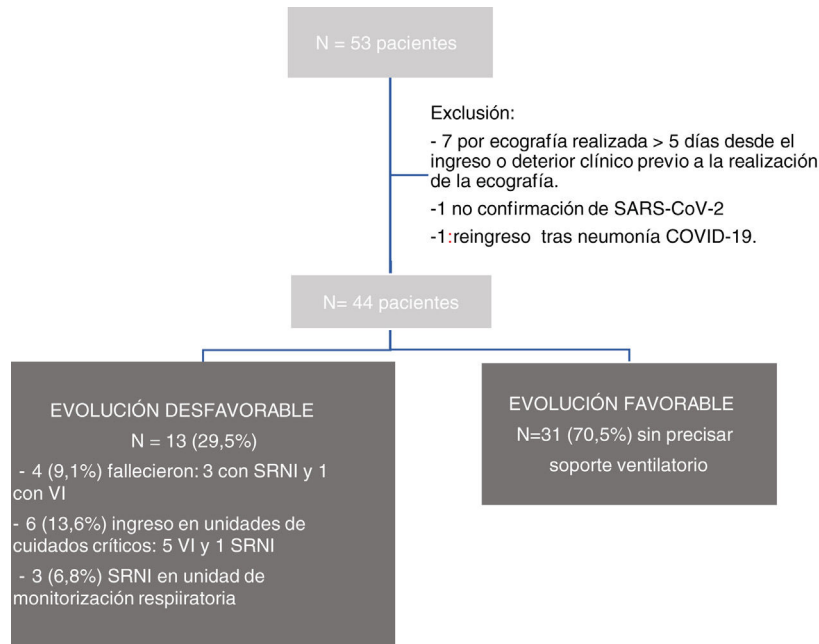 N = 53 pacientes
Exclusión:
- 7 por ecografía realizada > 5 días desde el
ingreso o deterior clínico previo a la realización
de la ecografía.
-1 no confirmación de SARS-CoV-2
-1:reingreso tras neumonía COVID-19.
N= 44 pacientes
EVOLUCIÓN DESFAVORABLE
N = 13 (29,5%)
- 4 (9,1%) fallecieron: 3 con SRNI y 1
con VI
- 6 (13,6%) ingreso en unidades de
cuidados críticos: 5 VI y 1 SRNI
- 3 (6,8%) SRNI en unidad de
monitorización respiiratoria
EVOLUCIÓN FAVORABLE
N=31 (70,5%) sin precisar
soporte ventilatorio